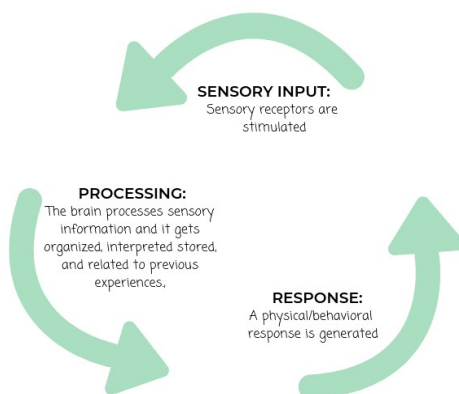 SENSORY INPUT:
Sensory receptors are
stimulated
PROCESSING:
The brain processes sensory
information and it gets
organized, interpreted stored,
and related to previous
experiences,
RESPONSE:
A physical/behavioral
response is generated